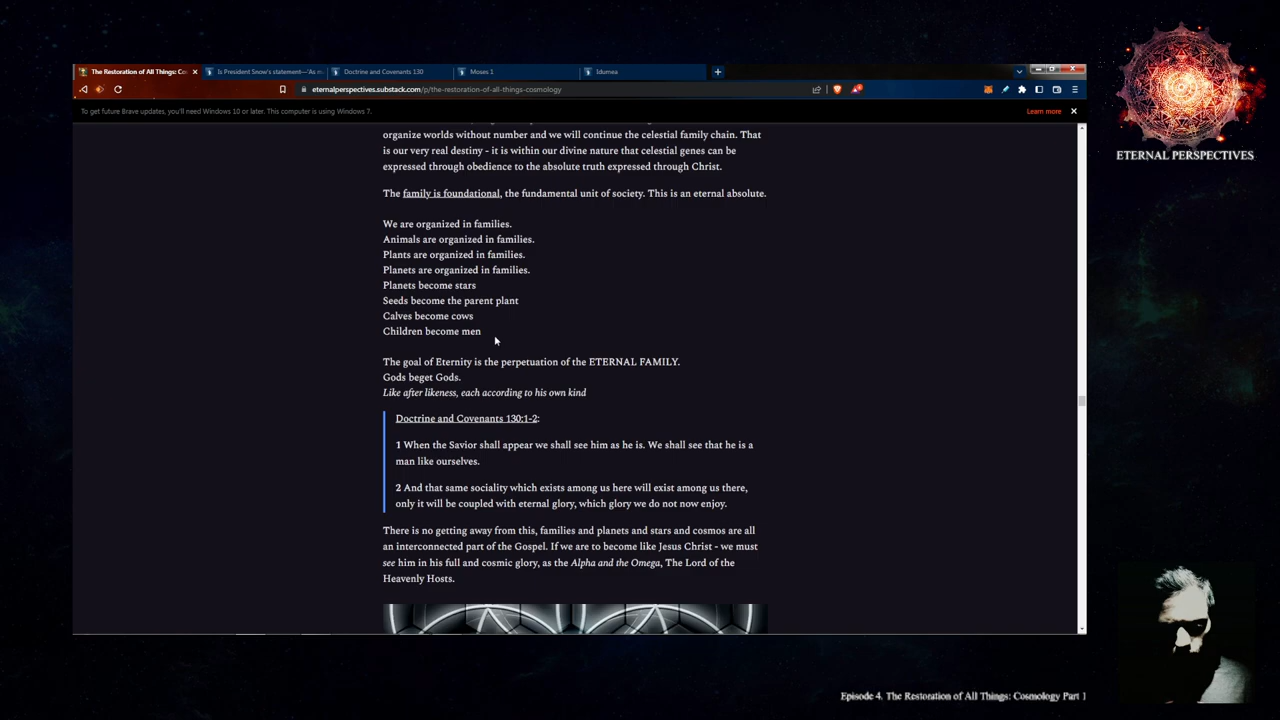 The Restoration of All Things: Co
Is President Snow's statement—'As m
Doctrine and Covenants 130
Moses 1
Idumea
eternalperspectives.substack.com/p/the-restoration-of-all-things-cosmology
To get future Brave updates, you'll need Windows 10 or later. This computer is using Windows 7.
Learn more
organize worlds without number and we will continue the celestial family chain. That
is our very real destiny - it is within our divine nature that celestial genes can be
expressed through obedience to the absolute truth expressed through Christ.
The family is foundational, the fundamental unit of society. This is an eternal absolute.
We are organized in families.
Animals are organized in families.
Plants are organized in families.
Planets are organized in families.
Planets become stars
Seeds become the parent plant
Calves become cows
Children become men
The goal of Eternity is the perpetuation of the ETERNAL FAMILY.
Gods beget Gods.
Like after likeness, each according to his own kind
Doctrine and Covenants 130:1-2:
1 When the Savior shall appear we shall see him as he is. We shall see that he is a
man like ourselves.
2 And that same sociality which exists among us here will exist among us there,
only it will be coupled with eternal glory, which glory we do not now enjoy.
There is no getting away from this, families and planets and stars and cosmos are all
an interconnected part of the Gospel. If we are to become like Jesus Christ - we must
see him in his full and cosmic glory, as the Alpha and the Omega, The Lord of the
Heavenly Hosts.
ETERNAL PERSPECTIVES
Episode 4. The Restoration of All Things: Cosmology Part 1